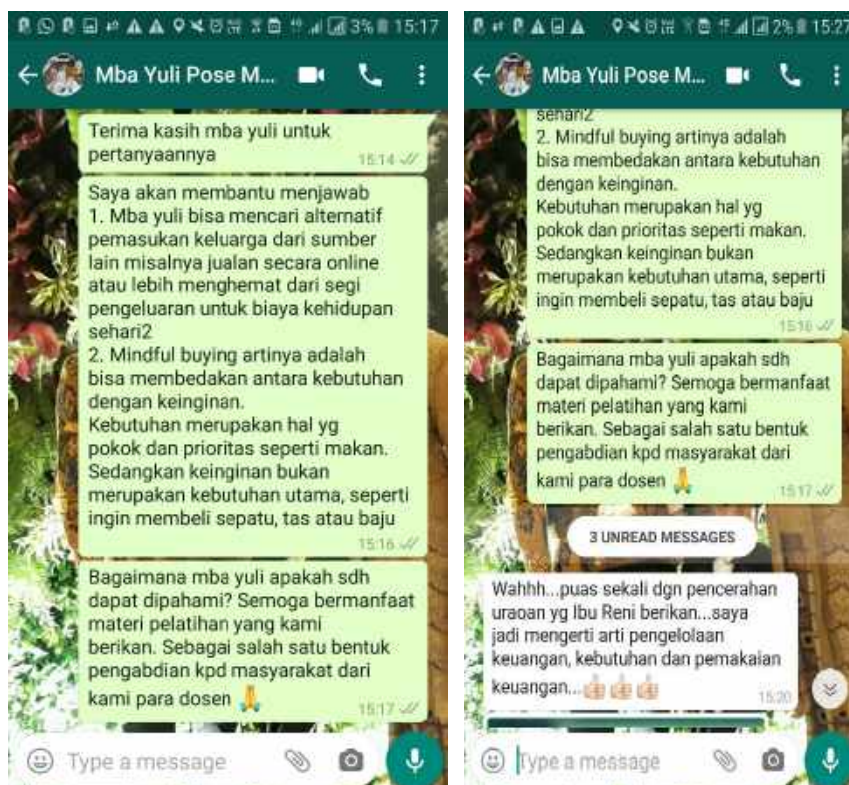 3% 15:17
Mba Yuli Pose M...
Terima kasih mba yuli untuk
pertanyaannya
15:14
Saya akan membantu menjawab
1. Mba yuli bisa mencari alternatif
pemasukan keluarga dari sumber
lain misalnya jualan secara online
atau lebih menghemat dari segi
pengeluaran untuk biaya kehidupan
sehari2
2. Mindful buying artinya adalah
bisa membedakan antara kebutuhan
dengan keinginan.
Kebutuhan merupakan hal yg
pokok dan prioritas seperti makan.
Sedangkan keinginan bukan
merupakan kebutuhan utama, seperti
ingin membeli sepatu, tas atau baju
15:16
Bagaimana mba yuli apakah sdh
dapat dipahami? Semoga bermanfaat
materi pelatihan yang kami
berikan. Sebagai salah satu bentuk
pengabdian kpd masyarakat dari
kami para dosen 🙏
15:17
Type a message
2% 15:27
Mba Yuli Pose M...
sehari2
2. Mindful buying artinya adalah
bisa membedakan antara kebutuhan
dengan keinginan.
Kebutuhan merupakan hal yg
pokok dan prioritas seperti makan.
Sedangkan keinginan bukan
merupakan kebutuhan utama, seperti
ingin membeli sepatu, tas atau baju
15:16
Bagaimana mba yuli apakah sdh
dapat dipahami? Semoga bermanfaat
materi pelatihan yang kami
berikan. Sebagai salah satu bentuk
pengabdian kpd masyarakat dari
kami para dosen 🙏
15:17
3 UNREAD MESSAGES
Wahhh...puas sekali dgn pencerahan
uraoan yg Ibu Reni berikan...saya
jadi mengerti arti pengelolaan
keuangan, kebutuhan dan pemakaian
keuangan...👍👍👍
15:20
Type a message